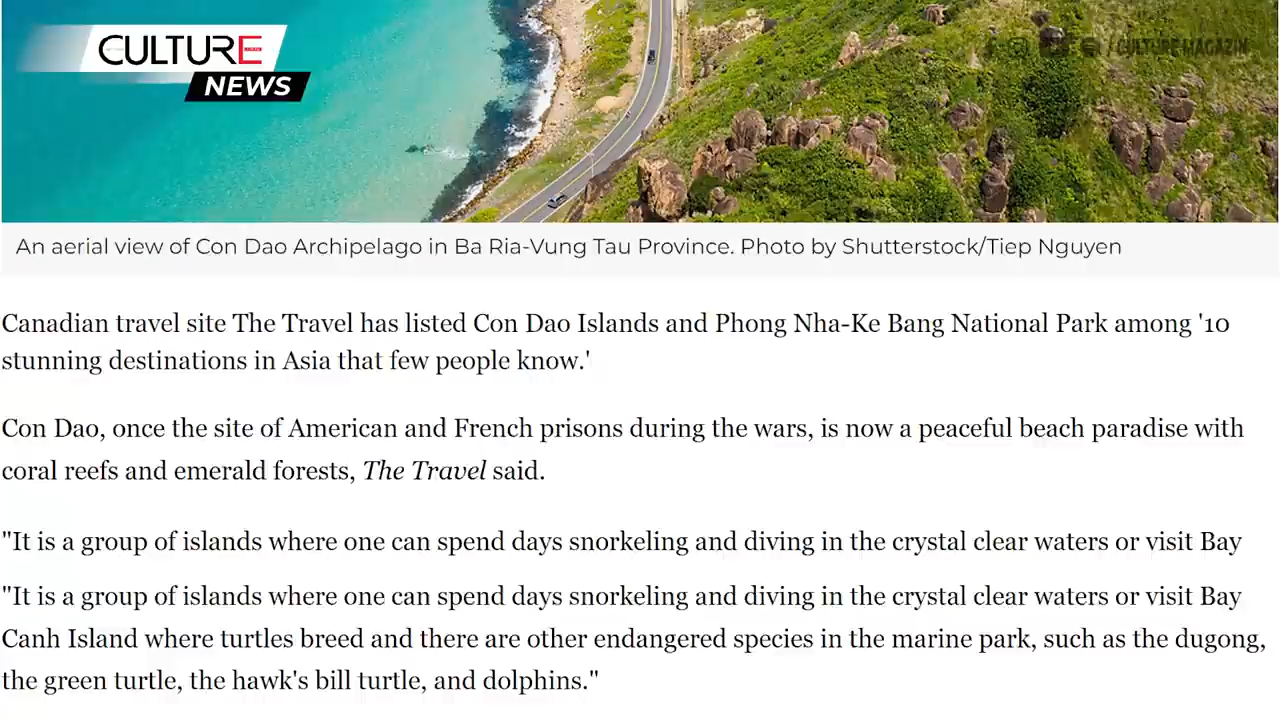 CULTURE
NEWS
/CULTURE MAGAZIN
An aerial view of Con Dao Archipelago in Ba Ria-Vung Tau Province. Photo by Shutterstock/Tiep Nguyen
Canadian travel site The Travel has listed Con Dao Islands and Phong Nha-Ke Bang National Park among '10
stunning destinations in Asia that few people know.'
Con Dao, once the site of American and French prisons during the wars, is now a peaceful beach paradise with
coral reefs and emerald forests, The Travel said.
"It is a group of islands where one can spend days snorkeling and diving in the crystal clear waters or visit Bay
"It is a group of islands where one can spend days snorkeling and diving in the crystal clear waters or visit Bay
Canh Island where turtles breed and there are other endangered species in the marine park, such as the dugong,
the green turtle, the hawk's bill turtle, and dolphins."